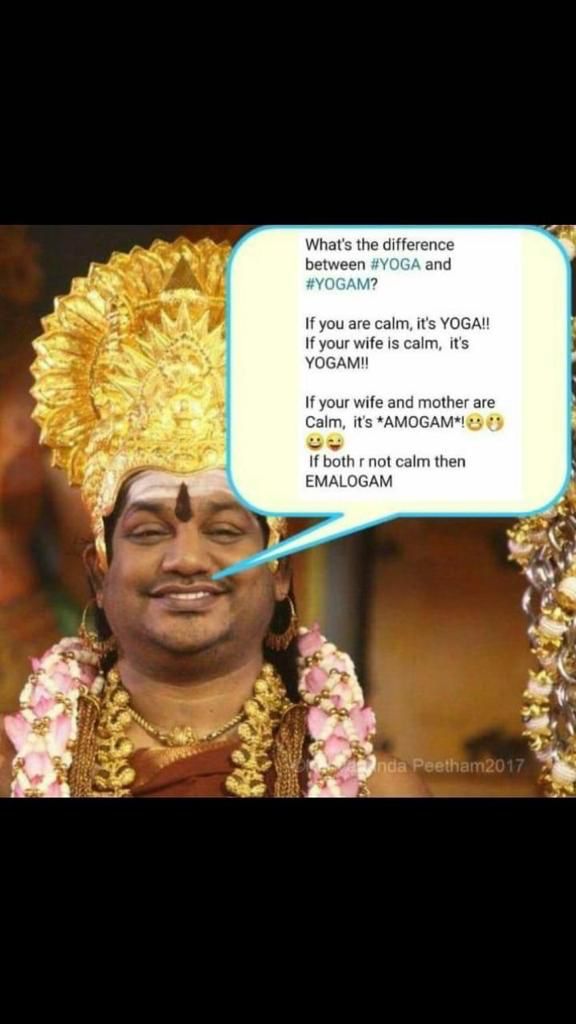 What's the difference
between #YOGA and
#YOGAM?
If you are calm, it's YOGA!!
If your wife is calm,  it's
YOGAM!!
If your wife and mother are
Calm,  it's *AMOGAM*!😀😁
😀😜
If both r not calm then
EMALOGAM
Peetham2017